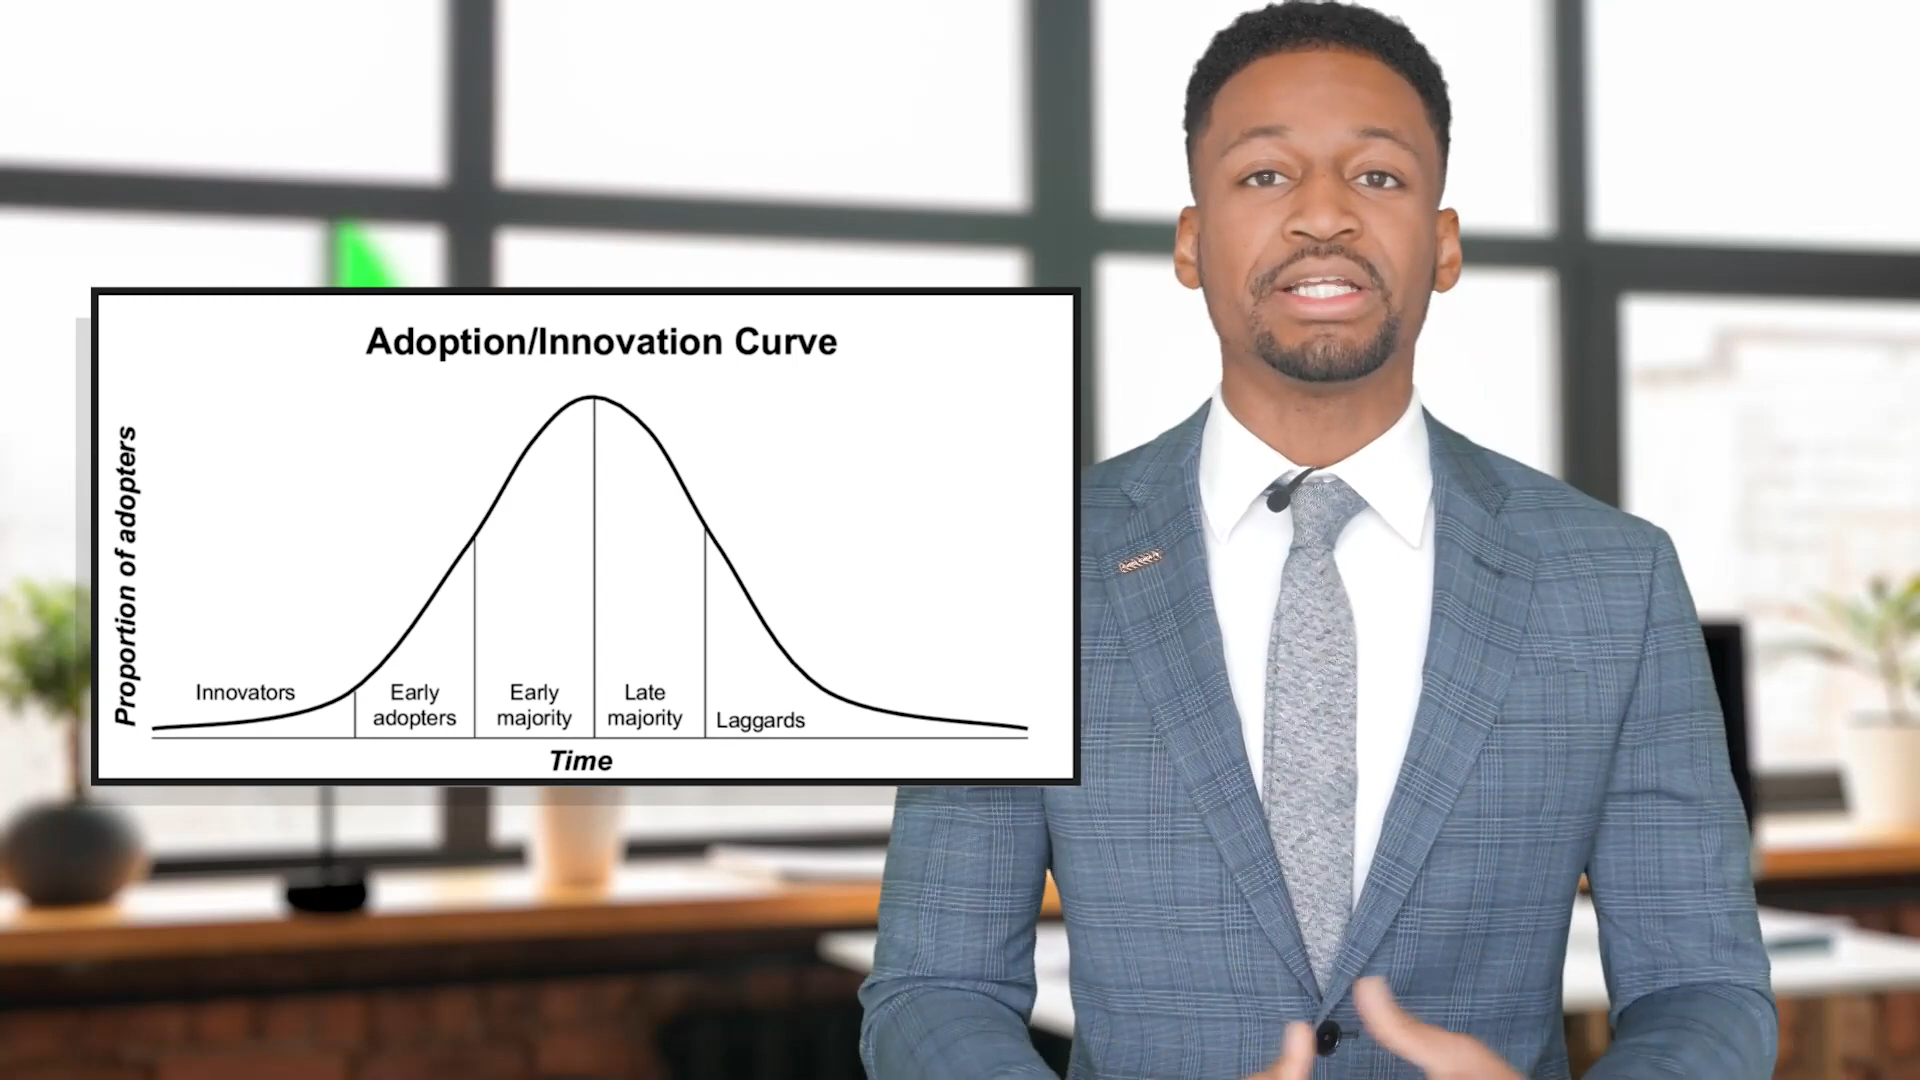 Adoption/Innovation Curve
Proportion of adopters
Innovators
Early
adopters
Early
majority
Late
majority
Laggards
Time